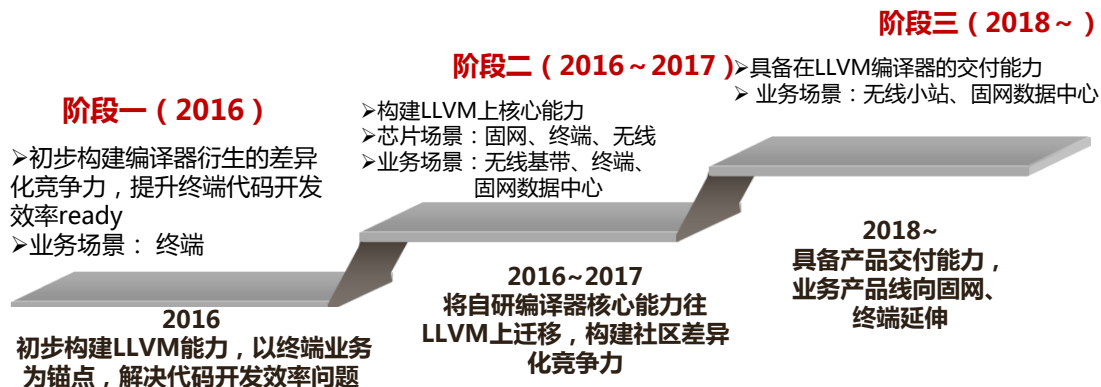 阶段一（2016）
➢初步构建编译器衍生的差异
化竞争力，提升终端代码开发
效率ready
➢业务场景： 终端
2016
初步构建LLVM能力，以终端业务
为锚点，解决代码开发效率问题
阶段二（2016～2017）
➢构建LLVM上核心能力
➢芯片场景：固网、终端、无线
➢业务场景：无线基带、终端、
固网数据中心
2016~2017
将自研编译器核心能力往
LLVM上迁移，构建社区差异
化竞争力
阶段三（2018～）
➢具备在LLVM编译器的交付能力
➢ 业务场景：无线小站、固网数据中心
2018~
具备产品交付能力，
业务产品线向固网、
终端延伸